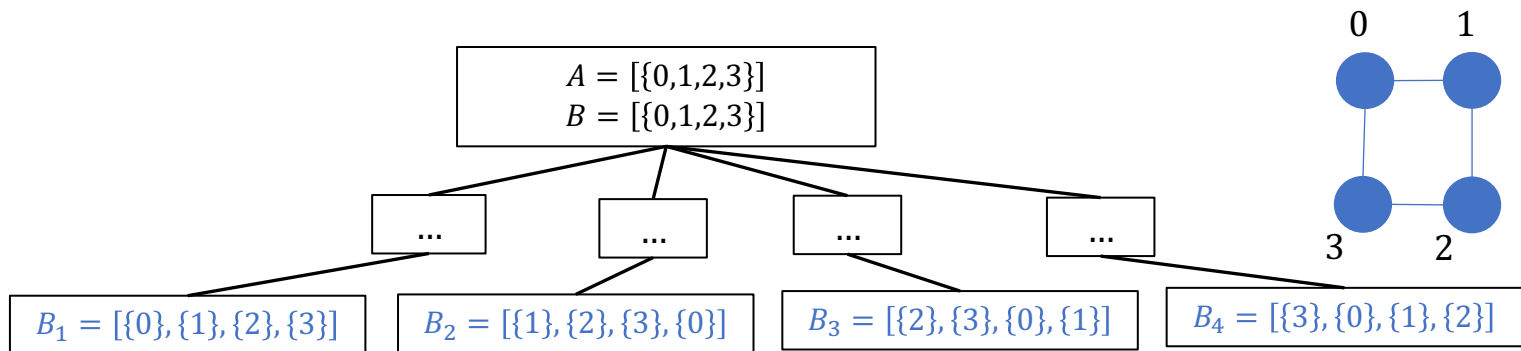 0 1
A = [{0,1,2,3}]
B = [{0,1,2,3}]
... ... ... ...
3 2
B₁ = [{0}, {1}, {2}, {3}]
B₂ = [{1}, {2}, {3}, {0}]
B₃ = [{2}, {3}, {0}, {1}]
B₄ = [{3}, {0}, {1}, {2}]